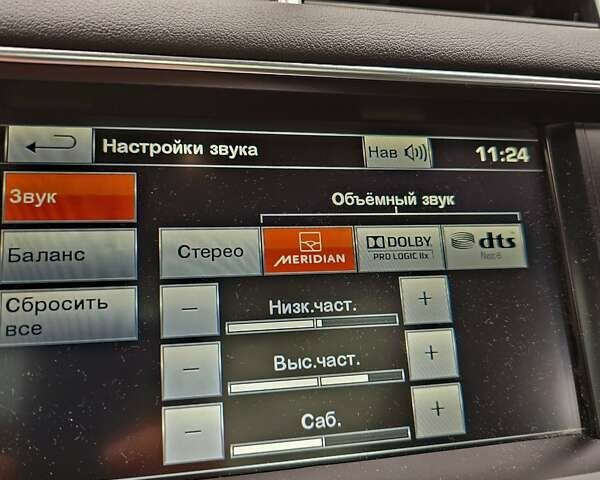 Настройки звука
Нав
11:24
Звук
Объёмный звук
Баланс
Стерео
MERIDIAN
DOLBY
PRO LOGIC IIx
dts
Neo:6
Сбросить
все
−
Низк.част.
+
−
Выс.част.
+
−
Саб.
+